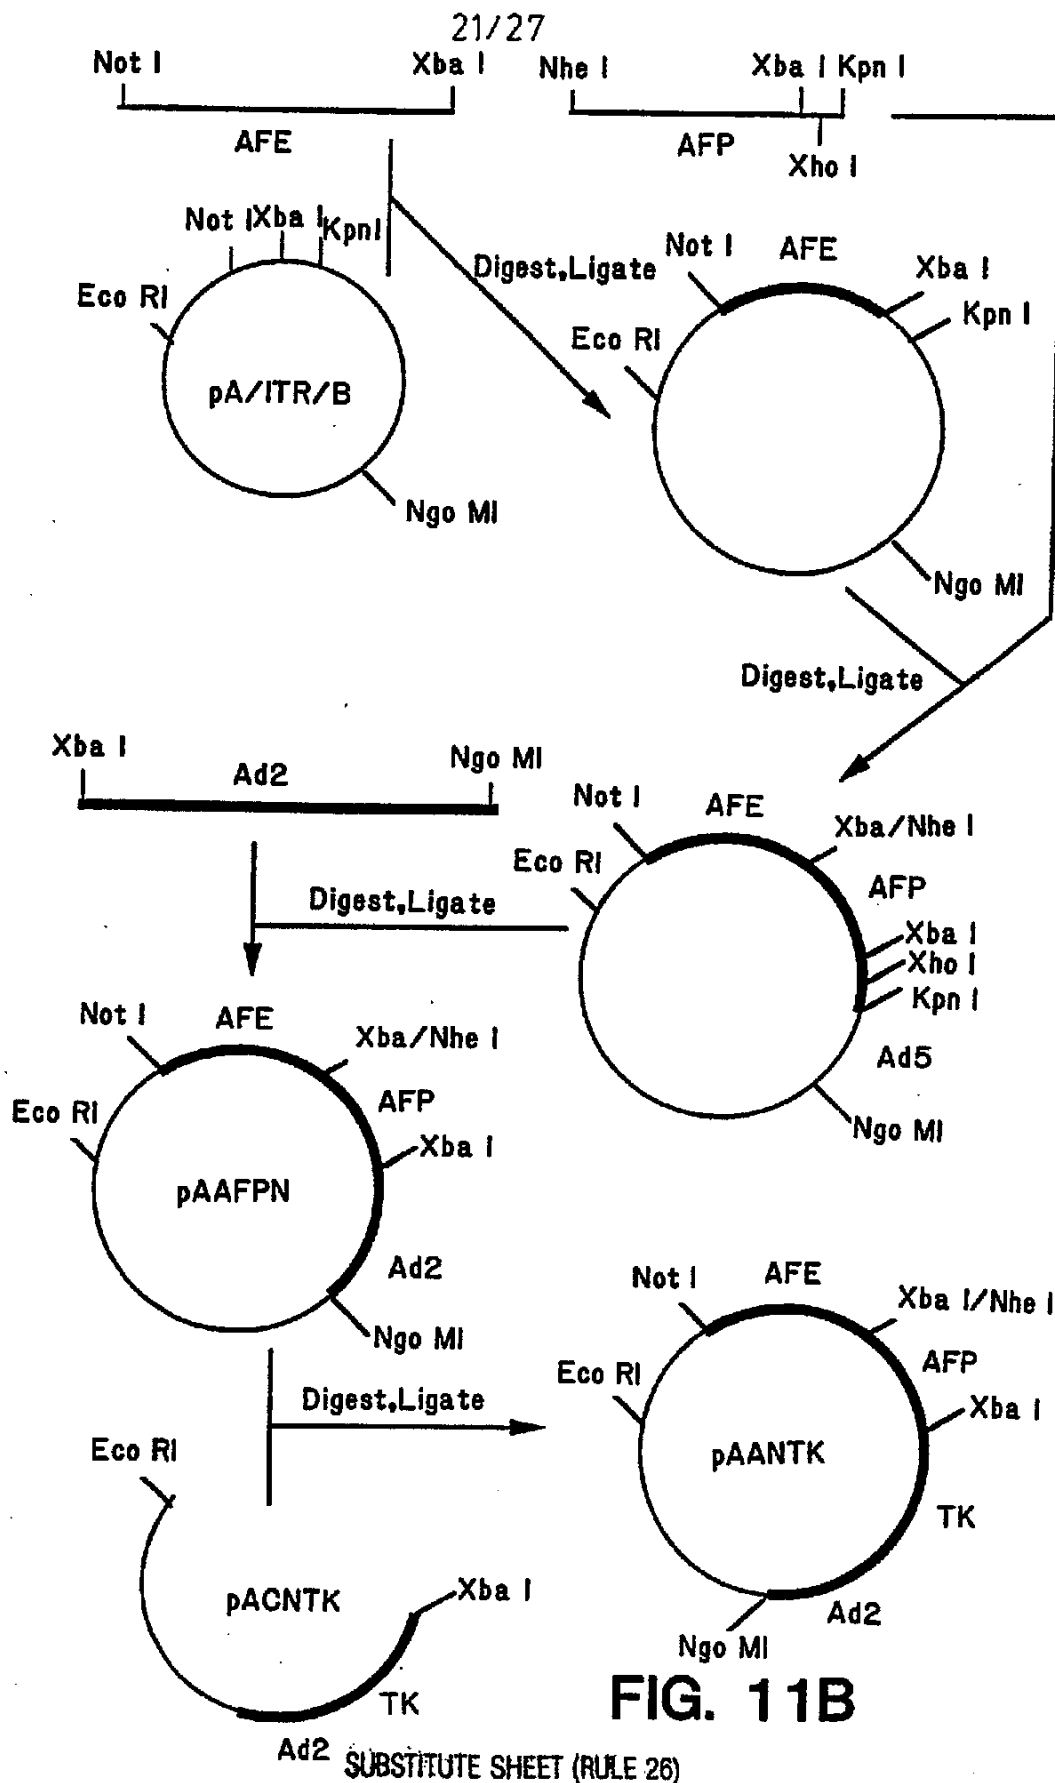 21/27
Not I
Xba I
Nhe I
Xba I
Kpn I
AFE
AFP
Xho I
Not I
Xba I
KpnI
Eco RI
pA/ITR/B
Ngo MI
Digest,Ligate
Not I
AFE
Xba I
Kpn I
Eco RI
Ngo MI
Digest,Ligate
Xba I
Ad2
Ngo MI
Not I
AFE
Xba/Nhe I
Eco RI
AFP
Digest,Ligate
Xba I
Xho I
Kpn I
Ad5
Ngo MI
Not I
AFE
Xba/Nhe I
Eco RI
AFP
Xba I
pAAFPN
Ad2
Ngo MI
Digest,Ligate
Not I
AFE
Xba I/Nhe I
Eco RI
AFP
Xba I
pAANTK
TK
Ad2
Ngo MI
Eco RI
pACNTK
Xba I
TK
Ad2
FIG. 11B
SUBSTITUTE SHEET (RULE 26)